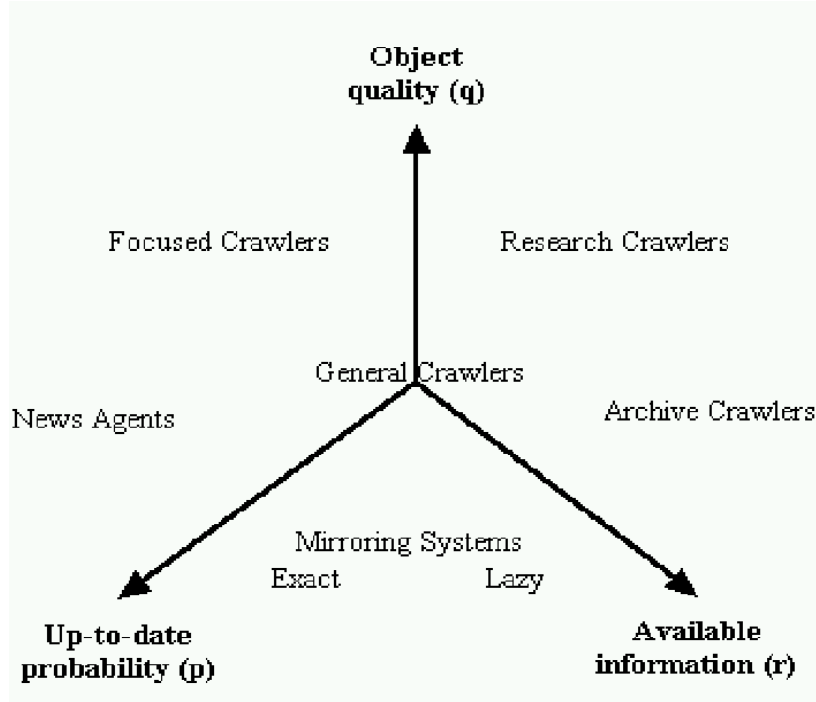 Object
quality (q)
Focused Crawlers
Research Crawlers
General Crawlers
News Agents
Archive Crawlers
Mirroring Systems
Exact
Lazy
Up-to-date
probability (p)
Available
information (r)